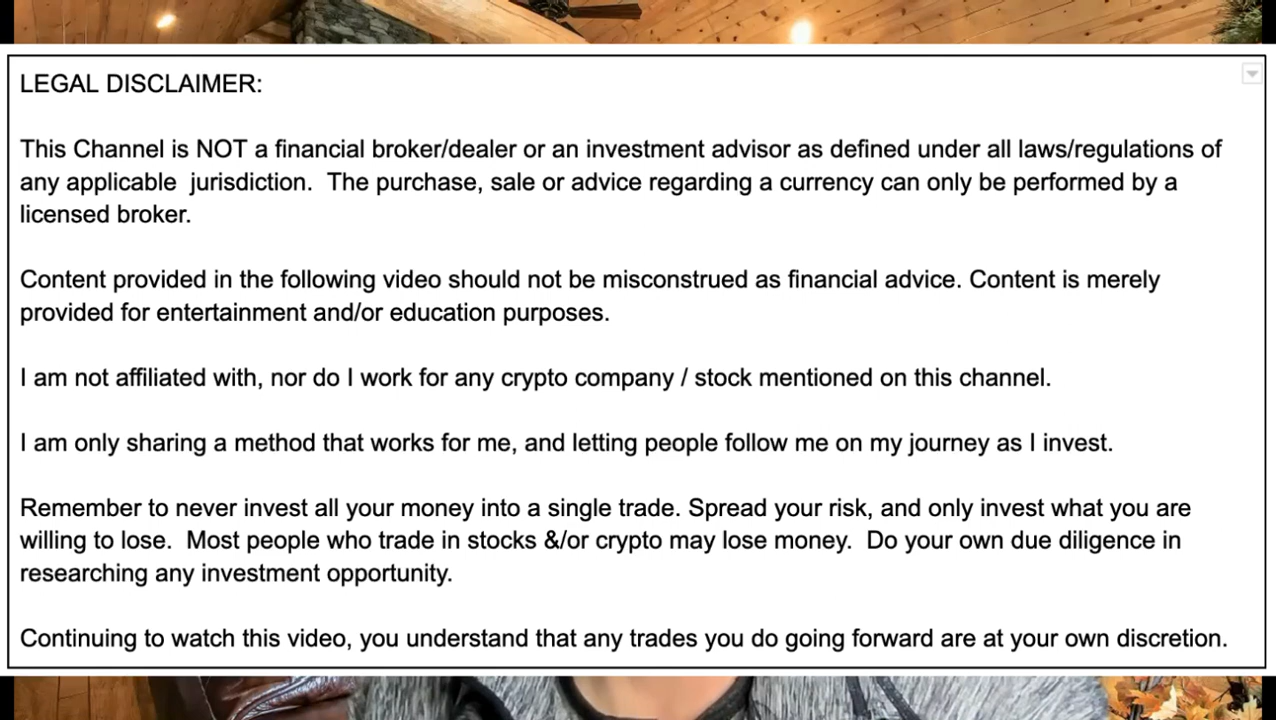 LEGAL DISCLAIMER:
This Channel is NOT a financial broker/dealer or an investment advisor as defined under all laws/regulations of
any applicable  jurisdiction.  The purchase, sale or advice regarding a currency can only be performed by a
licensed broker.
Content provided in the following video should not be misconstrued as financial advice. Content is merely
provided for entertainment and/or education purposes.
I am not affiliated with, nor do I work for any crypto company / stock mentioned on this channel.
I am only sharing a method that works for me, and letting people follow me on my journey as I invest.
Remember to never invest all your money into a single trade. Spread your risk, and only invest what you are
willing to lose.  Most people who trade in stocks &/or crypto may lose money.  Do your own due diligence in
researching any investment opportunity.
Continuing to watch this video, you understand that any trades you do going forward are at your own discretion.